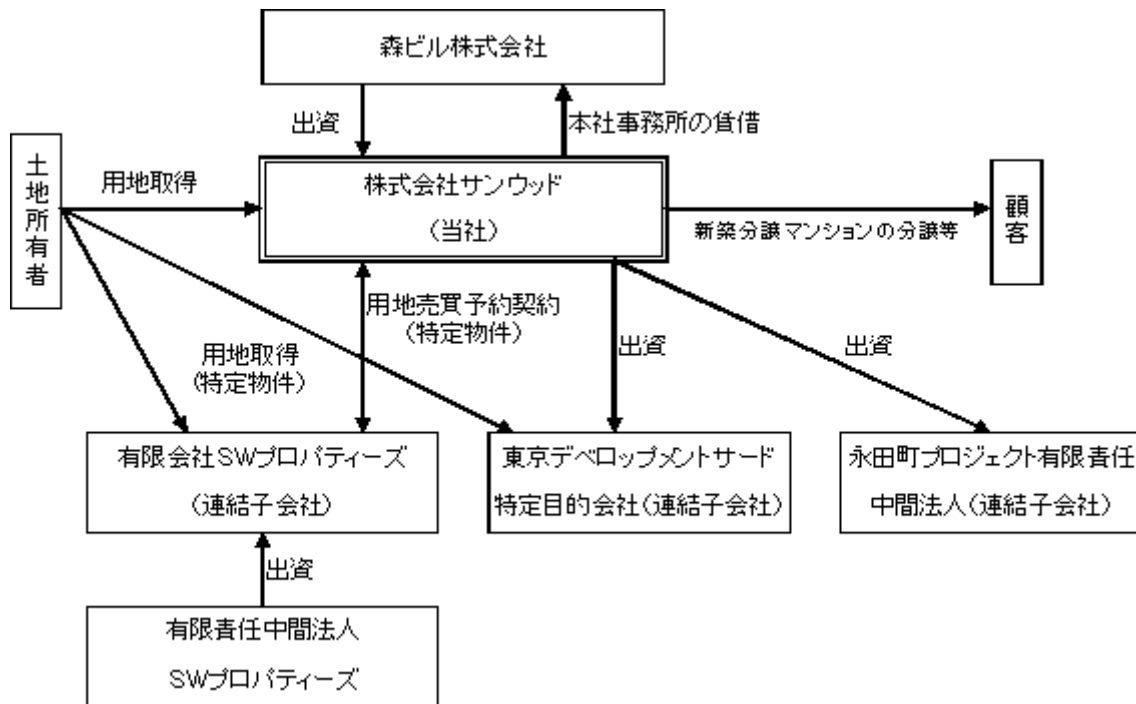 森ビル株式会社
出資
本社事務所の賃借
土地所有者
用地取得
株式会社サンウッド
(当社)
新築分譲マンションの分譲等
顧客
用地売買予約契約
(特定物件)
用地取得
(特定物件)
出資
出資
有限会社SWプロパティーズ
(連結子会社)
東京デベロップメントサード
特定目的会社(連結子会社)
永田町プロジェクト有限責任
中間法人(連結子会社)
出資
有限責任中間法人
SWプロパティーズ